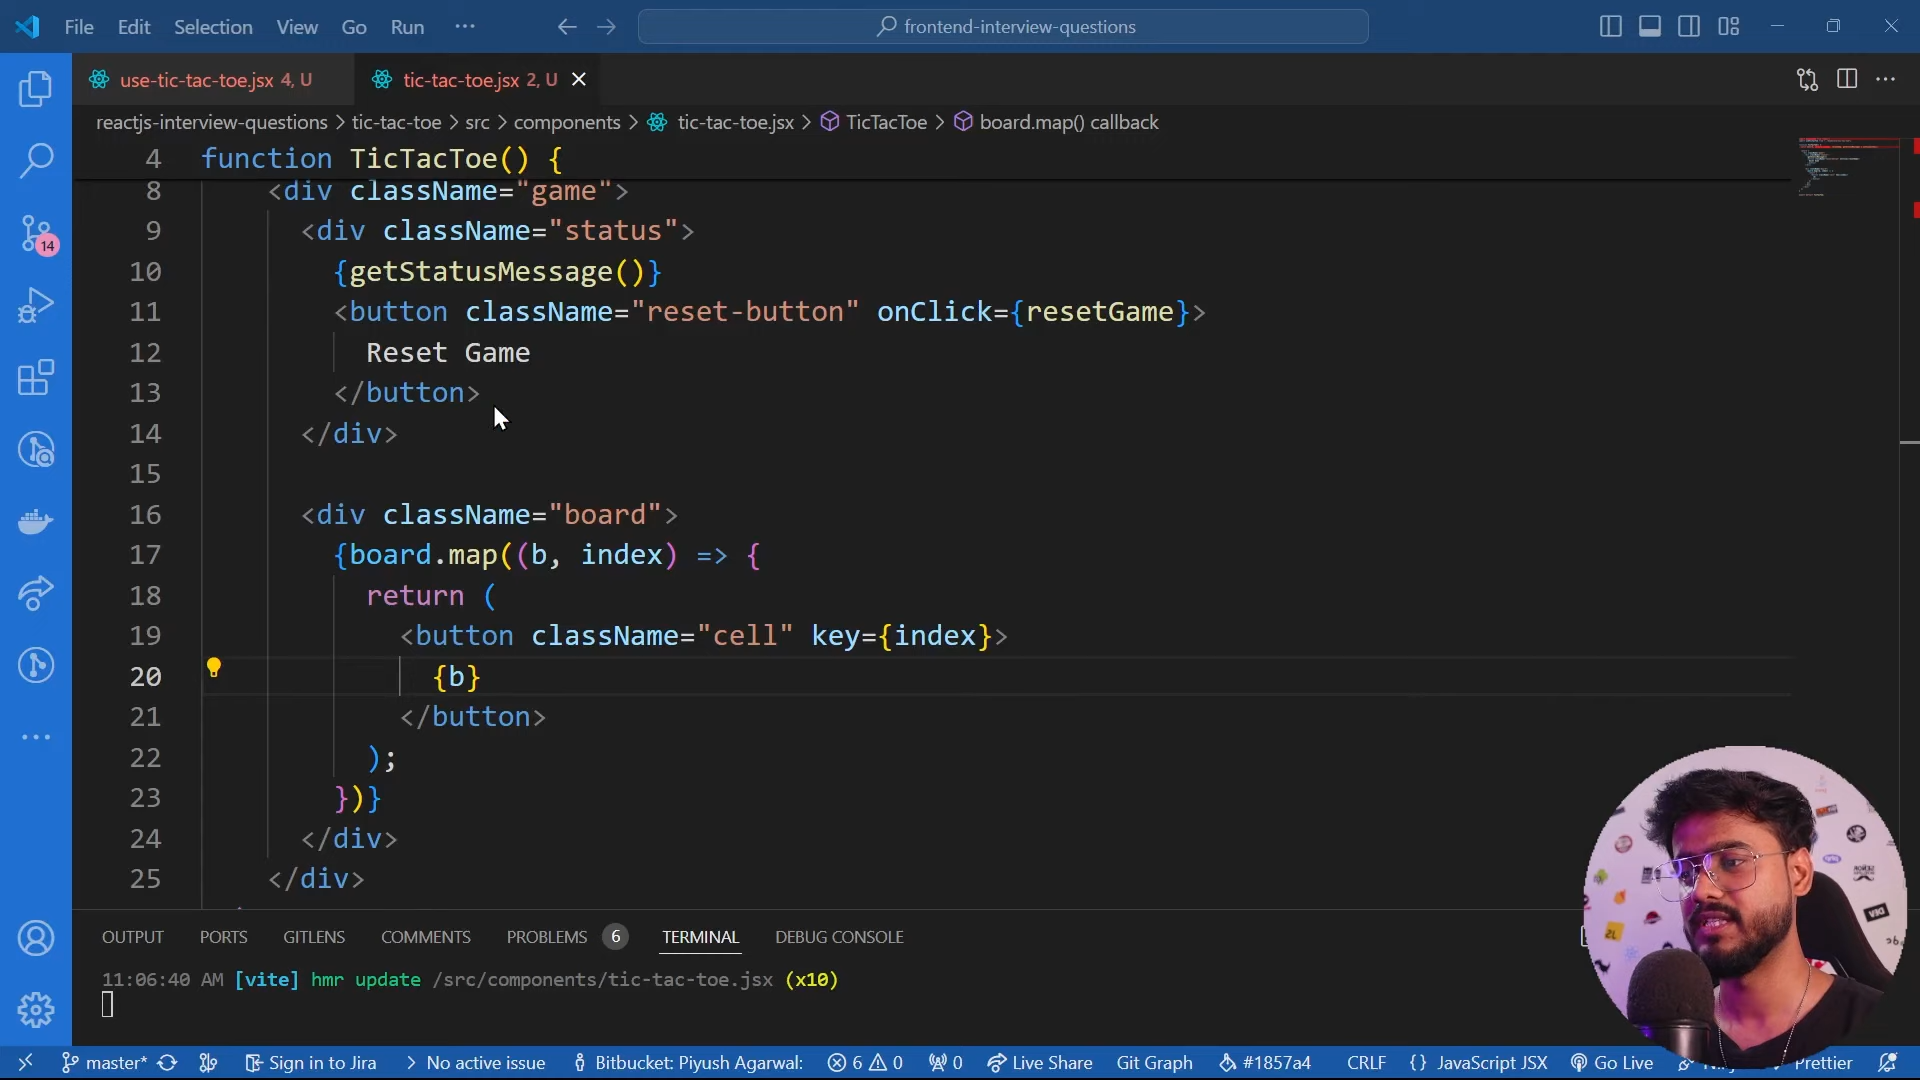 File Edit Selection View Go Run ··· frontend-interview-questions
use-tic-tac-toe.jsx 4, U tic-tac-toe.jsx 2, U
reactjs-interview-questions > tic-tac-toe > src > components > tic-tac-toe.jsx > TicTacToe > board.map() callback
4 function TicTacToe() {
8 <div className="game">
9 <div className="status">
10 {getStatusMessage()}
11 <button className="reset-button" onClick={resetGame}>
12 Reset Game
13 </button>
14 </div>
15
16 <div className="board">
17 {board.map((b, index) => {
18 return (
19 <button className="cell" key={index}>
20 {b}
21 </button>
22 );
23 })}
24 </div>
25 </div>
14
OUTPUT PORTS GITLENS COMMENTS PROBLEMS 6 TERMINAL DEBUG CONSOLE
11:06:40 AM [vite] hmr update /src/components/tic-tac-toe.jsx (x10)
master* Sign in to Jira > No active issue Bitbucket: Piyush Agarwal: 6 0 0 Live Share Git Graph #1857a4 CRLF {} JavaScript JSX Go Live Prettier